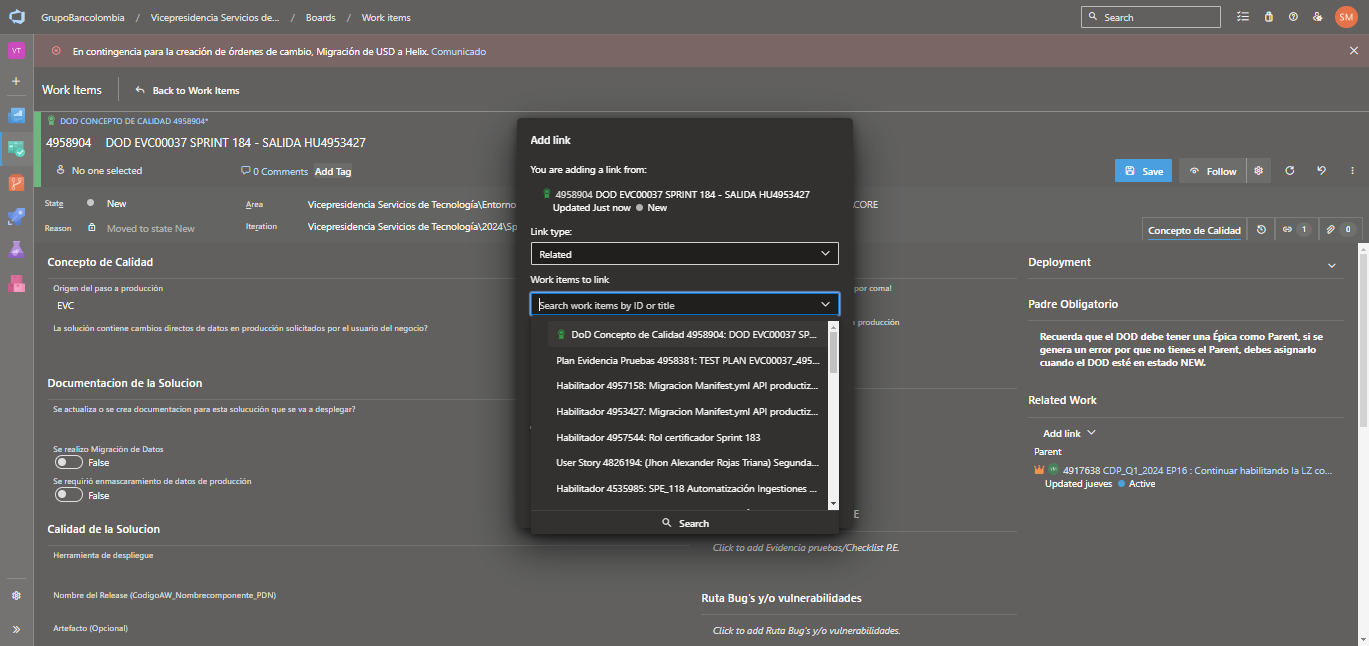 GrupoBancolombia / Vicepresidencia Servicios de... / Boards / Work items
Search
SM
VT
En contingencia para la creación de órdenes de cambio, Migración de USD a Helix. Comunicado
Work Items
Back to Work Items
DOD CONCEPTO DE CALIDAD 4958904*
4958904 DOD EVC00037 SPRINT 184 - SALIDA HU4953427
No one selected
0 Comments
Add Tag
Save
Follow
State
New
Area
Vicepresidencia Servicios de Tecnología\Entorno
CORE
Reason
Moved to state New
Iteration
Vicepresidencia Servicios de Tecnología\2024\Sp
Concepto de Calidad
1
0
Concepto de Calidad
Origen del paso a producción
EVC
La solución contiene cambios directos de datos en producción solicitados por el usuario del negocio?
Documentacion de la Solucion
Se actualiza o se crea documentacion para esta solucución que se va a desplegar?
Se realizo Migración de Datos
False
Se requirió enmascaramiento de datos de producción
False
Calidad de la Solucion
Herramienta de despliegue
Nombre del Release (CodigoAW_Nombrecomponente_PDN)
Artefacto (Opcional)
Add link
You are adding a link from:
4958904 DOD EVC00037 SPRINT 184 - SALIDA HU4953427
Updated Just now New
Link type:
Related
Work items to link
Search work items by ID or title
DoD Concepto de Calidad 4958904: DOD EVC00037 SP...
Plan Evidencia Pruebas 4958381: TEST PLAN EVC00037_495...
Habilitador 4957158: Migracion Manifest.yml API productiz...
Habilitador 4953427: Migracion Manifest.yml API productiz...
Habilitador 4957544: Rol certificador Sprint 183
User Story 4826194: (Jhon Alexander Rojas Triana) Segunda...
Habilitador 4535985: SPE_118 Automatización Ingestiones ...
Search
por coma!
producción
E
Click to add Evidencia pruebas/Checklist P.E.
Ruta Bug's y/o vulnerabilidades
Click to add Ruta Bug's y/o vulnerabilidades.
Deployment
Padre Obligatorio
Recuerda que el DOD debe tener una Épica como Parent, si se
genera un error por que no tienes el Parent, debes asignarlo
cuando el DOD esté en estado NEW.
Related Work
Add link
Parent
4917638 CDP_Q1_2024 EP16 : Continuar habilitando la LZ co...
Updated jueves Active